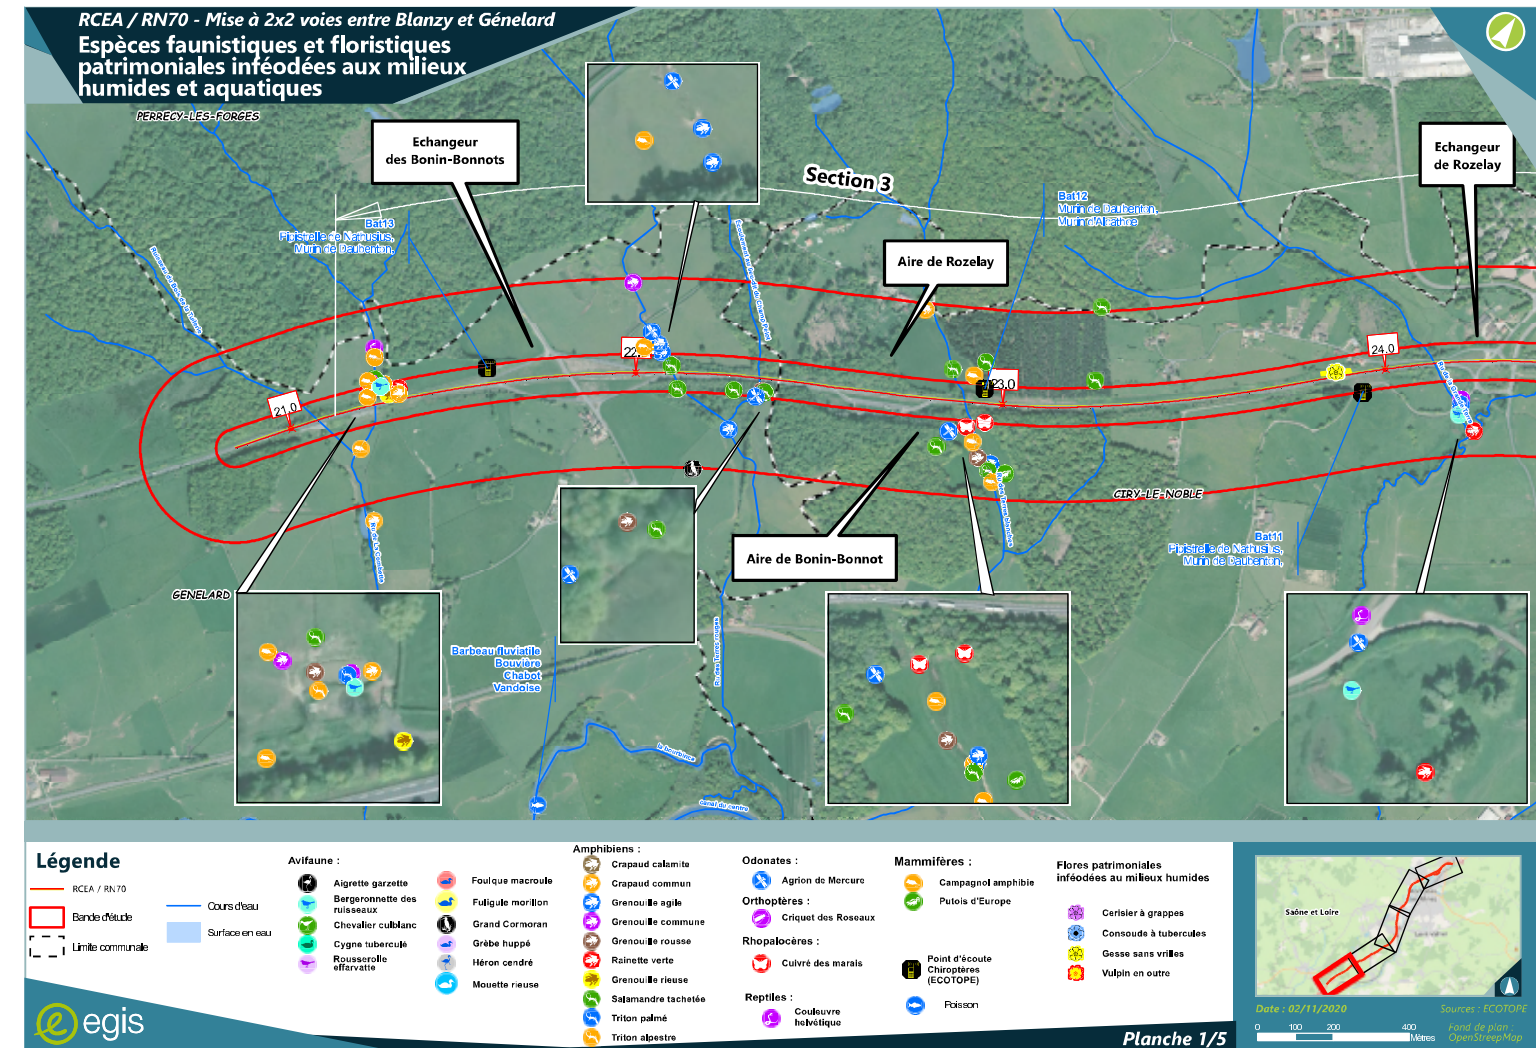 RCEA / RN70 - Mise à 2x2 voies entre Blanzy et Génelard
Espèces faunistiques et floristiques
patrimoniales inféodées aux milieux
humides et aquatiques
PERRECY-LES-FORGES
Echangeur
des Bonin-Bonnots
Section 3
Echangeur
de Rozelay
Bat13
Pipistrelle de Nathusius,
Murin de Daubenton,
Bat12
Murin de Daubenton,
Murin d'Alcathoe
Aire de Rozelay
21.0
22.
23.0
24.0
CIRY-LE-NOBLE
Aire de Bonin-Bonnot
Bat11
Pipistrelle de Nathusius,
Murin de Daubenton,
GENELARD
Barbeau fluviatile
Bouvière
Chabot
Vandoise
Ru des Terres rouges
la bourbince
canal du centre
Légende
RCEA / RN70
Bande d'étude
Limite communale
Cours d'eau
Surface en eau
Avifaune :
Aigrette garzette
Bergeronnette des
ruisseaux
Chevalier culblanc
Cygne tuberculé
Rousserolle
effarvatte
Foulque macroule
Fuligule morillon
Grand Cormoran
Grèbe huppé
Héron cendré
Mouette rieuse
Amphibiens :
Crapaud calamite
Crapaud commun
Grenouille agile
Grenouille commune
Grenouille rousse
Rainette verte
Grenouille rieuse
Salamandre tachetée
Triton palmé
Triton alpestre
Odonates :
Agrion de Mercure
Orthoptères :
Criquet des Roseaux
Rhopalocères :
Cuivré des marais
Reptiles :
Couleuvre
helvétique
Mammifères :
Campagnol amphibie
Putois d'Europe
Point d'écoute
Chiroptères
(ECOTOPE)
Poisson
Flores patrimoniales
inféodées au milieux humides
Cerisier à grappes
Consoude à tubercules
Gesse sans vrilles
Vulpin en outre
Saône et Loire
Date : 02/11/2020
Sources : ECOTOPE
0 100 200 400
Mètres
Fond de plan :
OpenStreepMap
egis
Planche 1/5